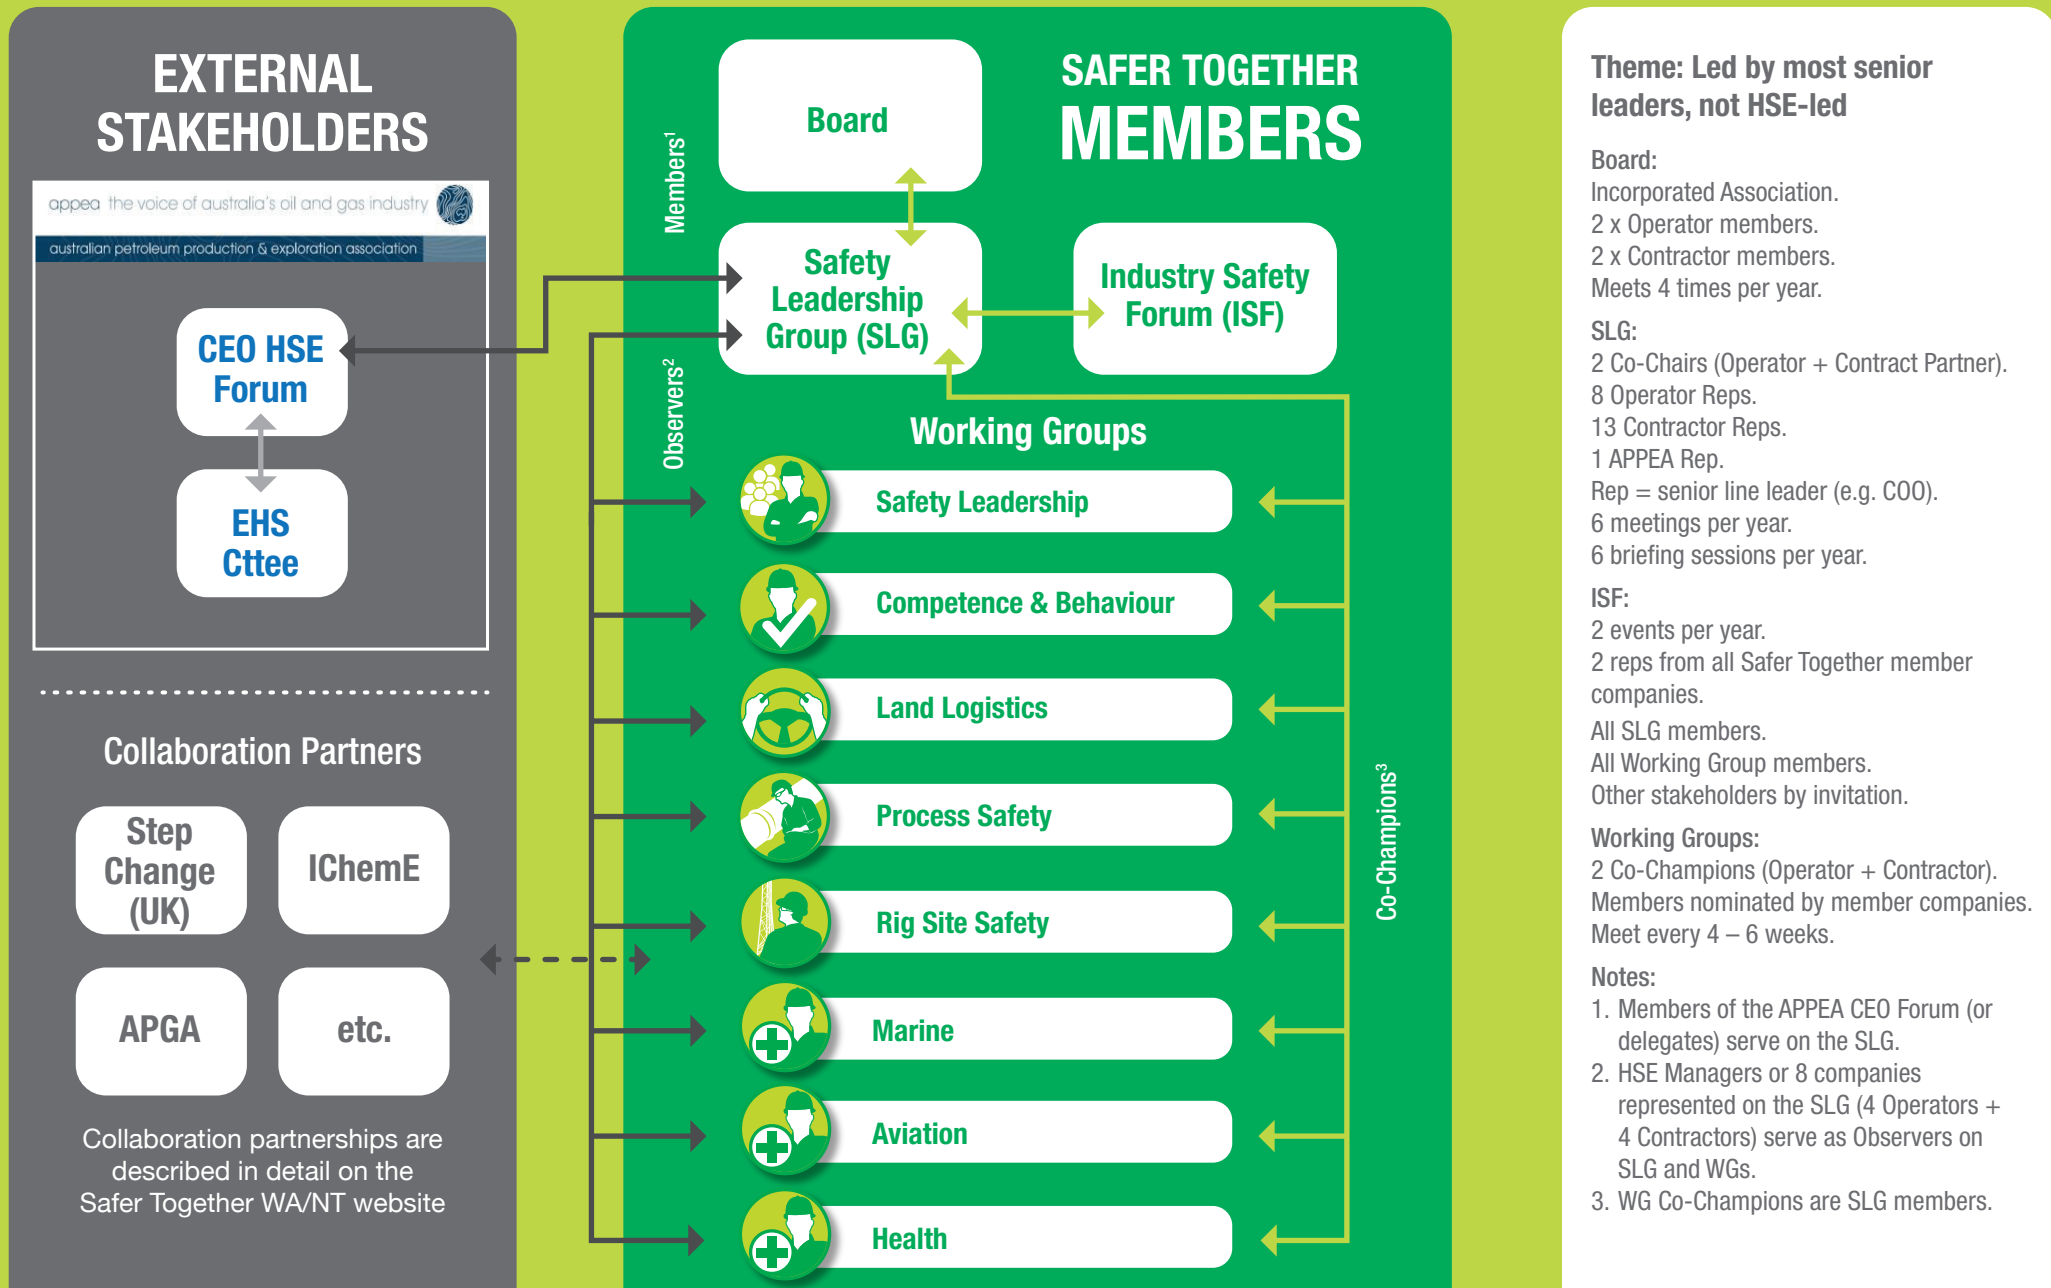 EXTERNAL
STAKEHOLDERS
appea the voice of australia's oil and gas industry
australian petroleum production & exploration association
CEO HSE
Forum
EHS
Cttee
Collaboration Partners
Step
Change
(UK)
IChemE
APGA
etc.
Collaboration partnerships are
described in detail on the
Safer Together WA/NT website
SAFER TOGETHER
MEMBERS
Board
Members¹
Safety
Leadership
Group (SLG)
Industry Safety
Forum (ISF)
Observers²
Working Groups
Safety Leadership
Competence & Behaviour
Land Logistics
Process Safety
Rig Site Safety
Marine
Aviation
Health
Co-Champions³
Theme: Led by most senior
leaders, not HSE-led
Board:
Incorporated Association.
2 x Operator members.
2 x Contractor members.
Meets 4 times per year.
SLG:
2 Co-Chairs (Operator + Contract Partner).
8 Operator Reps.
13 Contractor Reps.
1 APPEA Rep.
Rep = senior line leader (e.g. COO).
6 meetings per year.
6 briefing sessions per year.
ISF:
2 events per year.
2 reps from all Safer Together member
companies.
All SLG members.
All Working Group members.
Other stakeholders by invitation.
Working Groups:
2 Co-Champions (Operator + Contractor).
Members nominated by member companies.
Meet every 4 – 6 weeks.
Notes:
1. Members of the APPEA CEO Forum (or
delegates) serve on the SLG.
2. HSE Managers or 8 companies
represented on the SLG (4 Operators +
4 Contractors) serve as Observers on
SLG and WGs.
3. WG Co-Champions are SLG members.